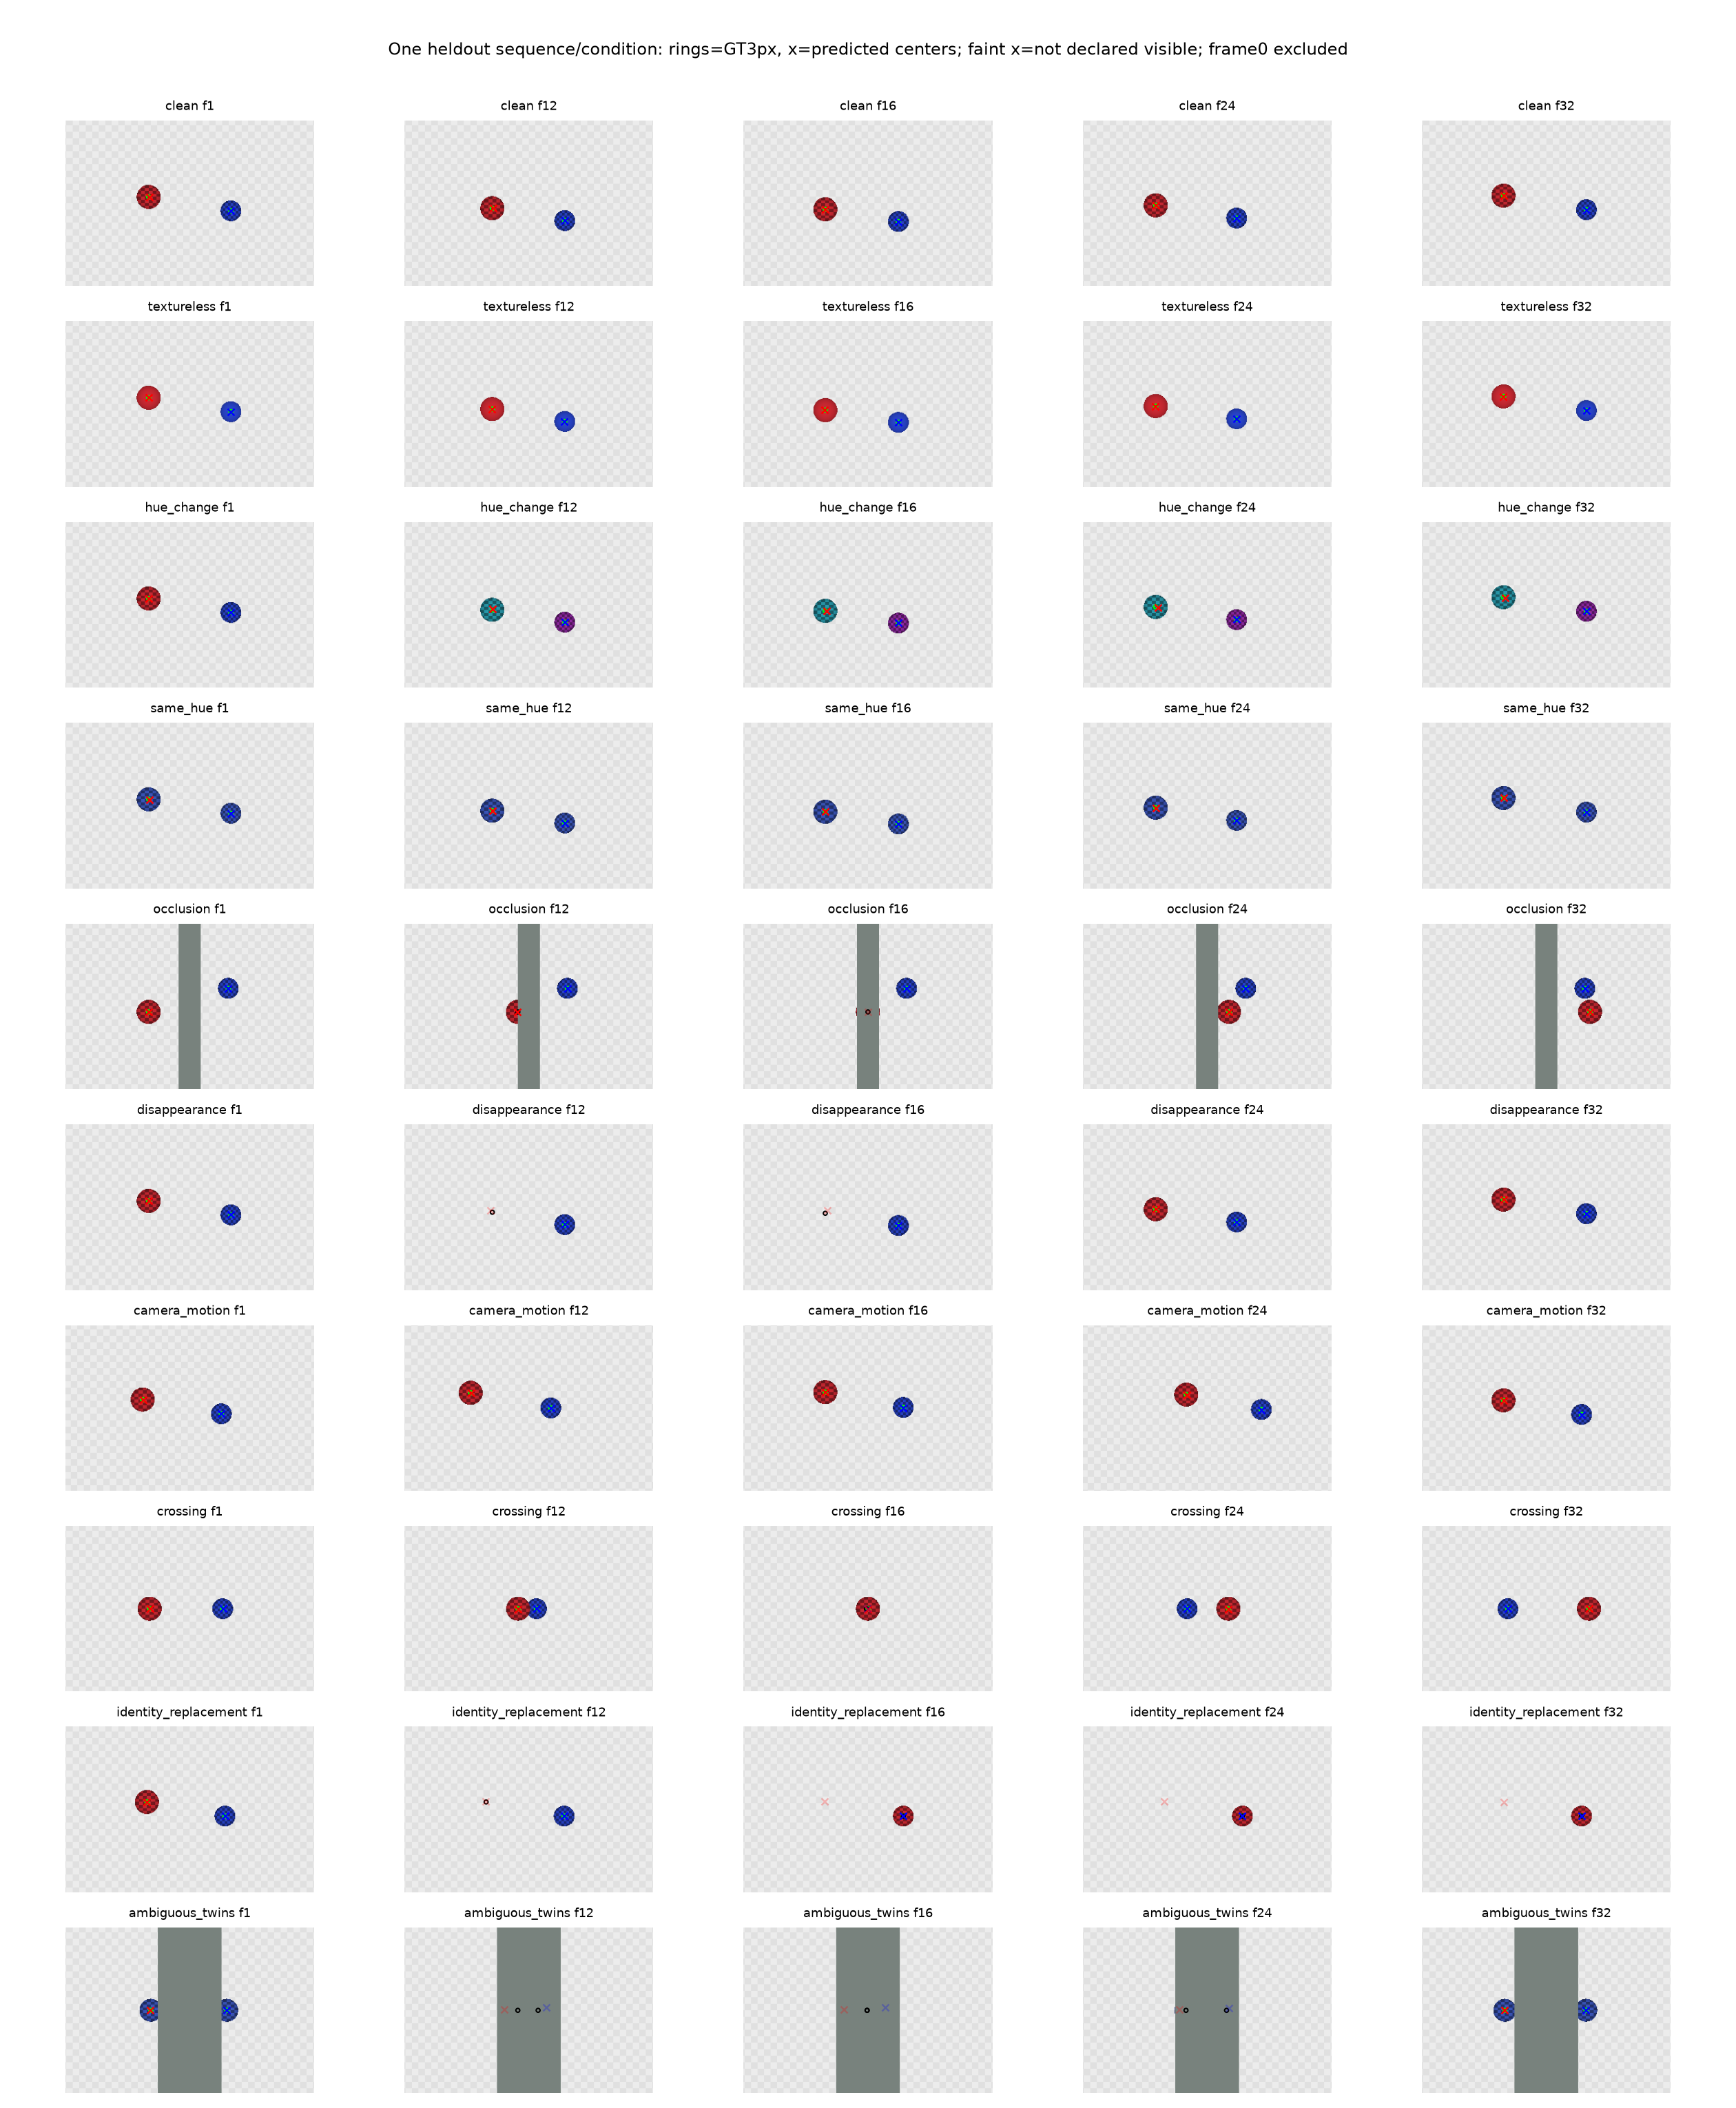 One heldout sequence/condition: rings=GT3px, x=predicted centers; faint x=not declared visible; frame0 excluded
clean f1 clean f12 clean f16 clean f24 clean f32
textureless f1 textureless f12 textureless f16 textureless f24 textureless f32
hue_change f1 hue_change f12 hue_change f16 hue_change f24 hue_change f32
same_hue f1 same_hue f12 same_hue f16 same_hue f24 same_hue f32
occlusion f1 occlusion f12 occlusion f16 occlusion f24 occlusion f32
disappearance f1 disappearance f12 disappearance f16 disappearance f24 disappearance f32
camera_motion f1 camera_motion f12 camera_motion f16 camera_motion f24 camera_motion f32
crossing f1 crossing f12 crossing f16 crossing f24 crossing f32
identity_replacement f1 identity_replacement f12 identity_replacement f16 identity_replacement f24 identity_replacement f32
ambiguous_twins f1 ambiguous_twins f12 ambiguous_twins f16 ambiguous_twins f24 ambiguous_twins f32